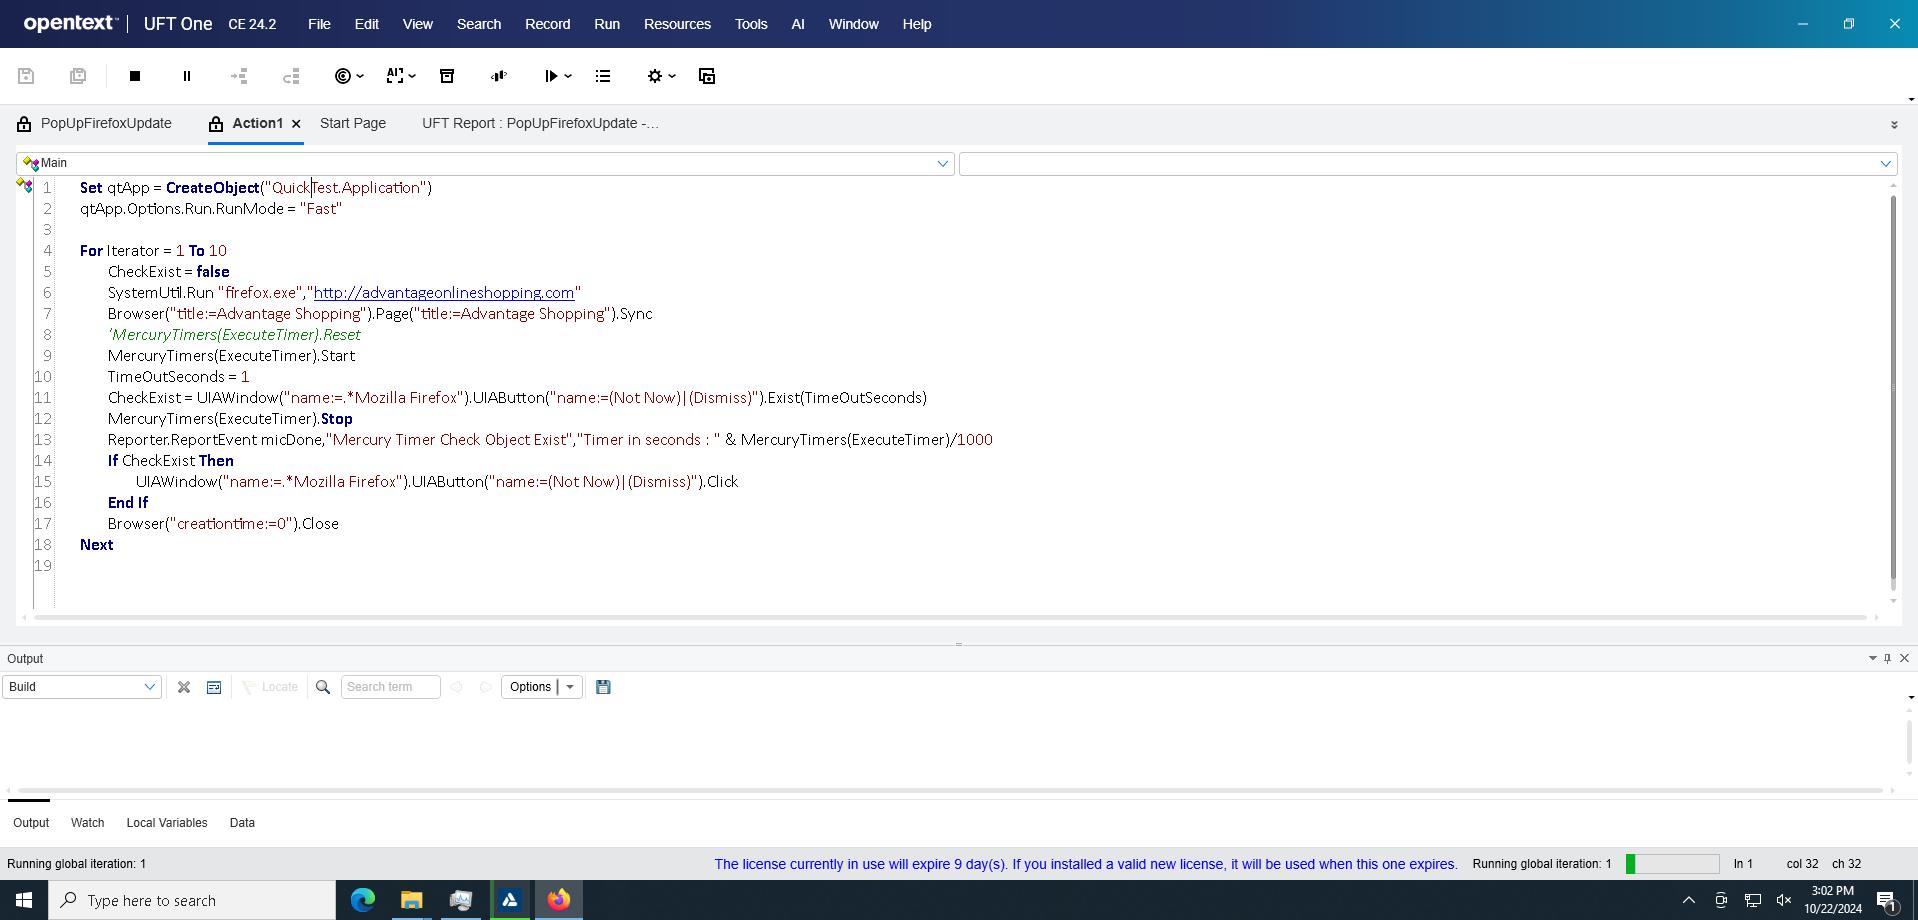 opentext™ | UFT One CE 24.2 File Edit View Search Record Run Resources Tools AI Window Help
PopUpFirefoxUpdate Action1 Start Page UFT Report : PopUpFirefoxUpdate -...
Main
1 Set qtApp = CreateObject("QuickTest.Application")
2 qtApp.Options.Run.RunMode = "Fast"
3
4 For Iterator = 1 To 10
5 CheckExist = false
6 SystemUtil.Run "firefox.exe","http://advantageonlineshopping.com"
7 Browser("title:=Advantage Shopping").Page("title:=Advantage Shopping").Sync
8 'MercuryTimers(ExecuteTimer).Reset
9 MercuryTimers(ExecuteTimer).Start
10 TimeOutSeconds = 1
11 CheckExist = UIAWindow("name:=.*Mozilla Firefox").UIAButton("name:=(Not Now)|(Dismiss)").Exist(TimeOutSeconds)
12 MercuryTimers(ExecuteTimer).Stop
13 Reporter.ReportEvent micDone,"Mercury Timer Check Object Exist","Timer in seconds : " & MercuryTimers(ExecuteTimer)/1000
14 If CheckExist Then
15 UIAWindow("name:=.*Mozilla Firefox").UIAButton("name:=(Not Now)|(Dismiss)").Click
16 End If
17 Browser("creationtime:=0").Close
18 Next
19
Output
Build Locate Search term Options
Output Watch Local Variables Data
Running global iteration: 1 The license currently in use will expire 9 day(s). If you installed a valid new license, it will be used when this one expires. Running global iteration: 1 ln 1 col 32 ch 32
Type here to search 3:02 PM
10/22/2024 1